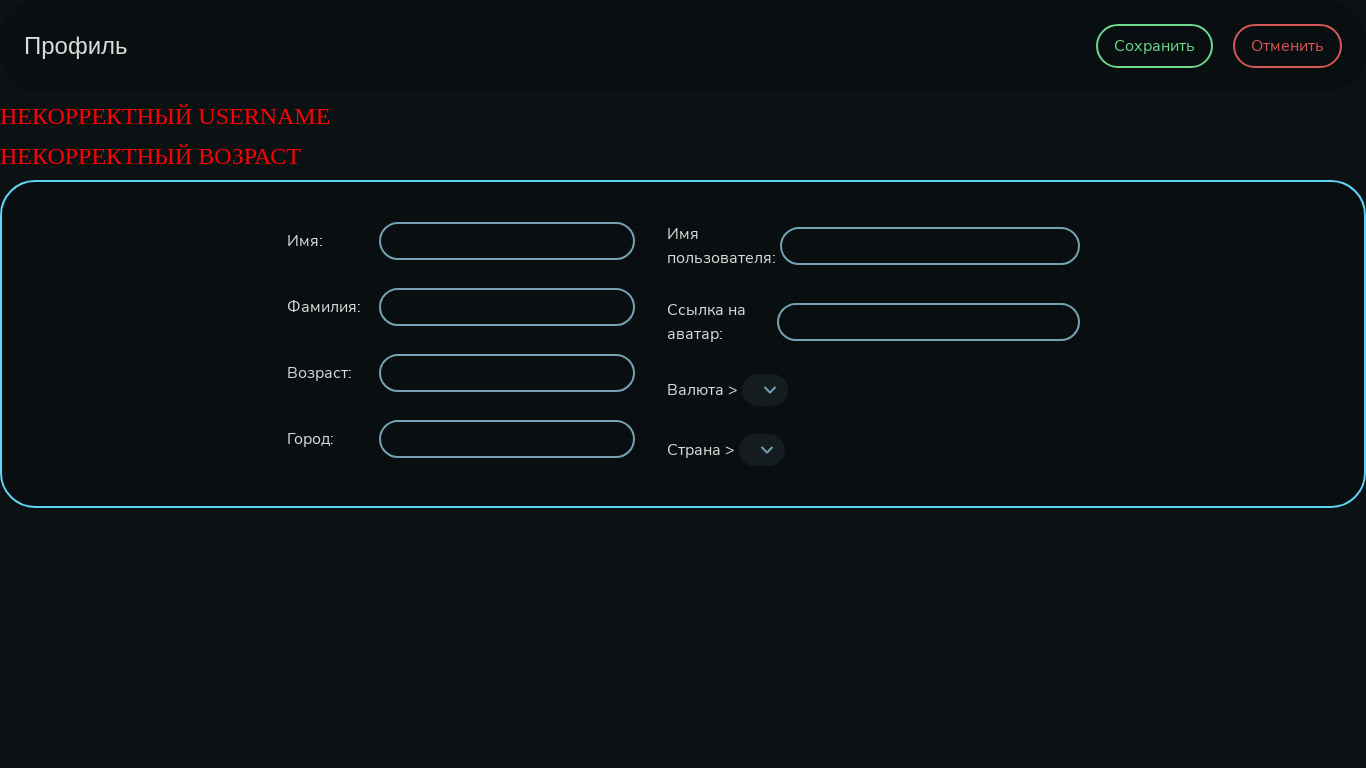 Профиль
Сохранить
Отменить
НЕКОРРЕКТНЫЙ USERNAME
НЕКОРРЕКТНЫЙ ВОЗРАСТ
Имя:
Фамилия:
Возраст:
Город:
Имя
пользователя:
Ссылка на
аватар:
Валюта >
Страна >